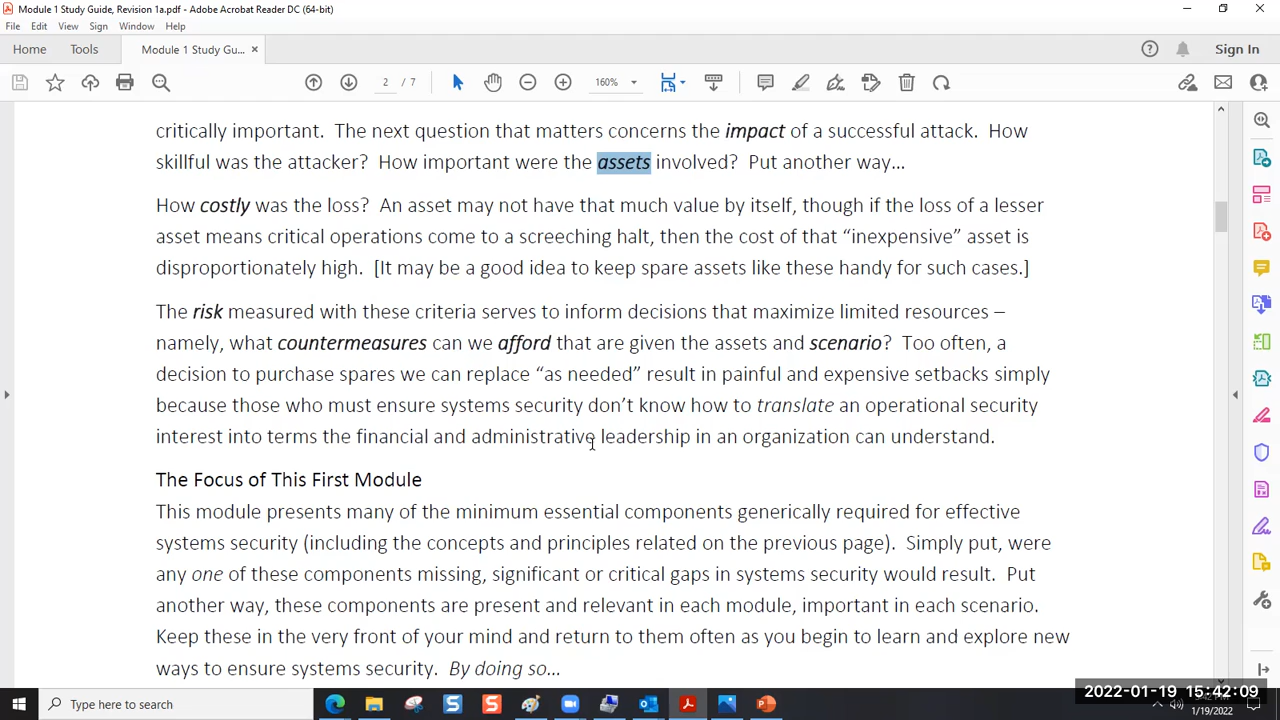 Module 1 Study Guide, Revision 1a.pdf - Adobe Acrobat Reader DC (64-bit)
File Edit View Sign Window Help
Home Tools Module 1 Study Gu... × Sign In
2 / 7 160%
critically important. The next question that matters concerns the impact of a successful attack. How
skillful was the attacker? How important were the assets involved? Put another way…
How costly was the loss? An asset may not have that much value by itself, though if the loss of a lesser
asset means critical operations come to a screeching halt, then the cost of that “inexpensive” asset is
disproportionately high. [It may be a good idea to keep spare assets like these handy for such cases.]
The risk measured with these criteria serves to inform decisions that maximize limited resources –
namely, what countermeasures can we afford that are given the assets and scenario? Too often, a
decision to purchase spares we can replace “as needed” result in painful and expensive setbacks simply
because those who must ensure systems security don’t know how to translate an operational security
interest into terms the financial and administrative leadership in an organization can understand.
The Focus of This First Module
This module presents many of the minimum essential components generically required for effective
systems security (including the concepts and principles related on the previous page). Simply put, were
any one of these components missing, significant or critical gaps in systems security would result. Put
another way, these components are present and relevant in each module, important in each scenario.
Keep these in the very front of your mind and return to them often as you begin to learn and explore new
ways to ensure systems security. By doing so…
Type here to search
2022-01-19 15:42:09
1/19/2022